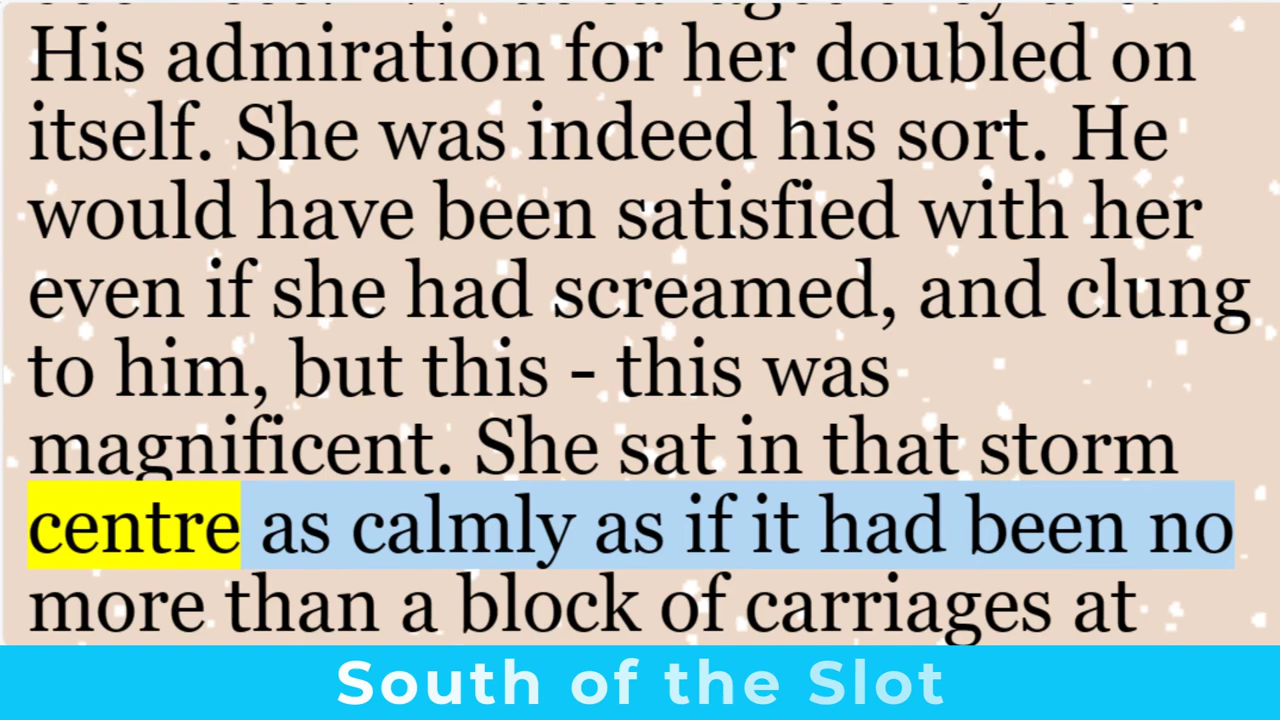 His admiration for her doubled on
itself. She was indeed his sort. He
would have been satisfied with her
even if she had screamed, and clung
to him, but this - this was
magnificent. She sat in that storm
centre as calmly as if it had been no
more than a block of carriages at
South of the Slot